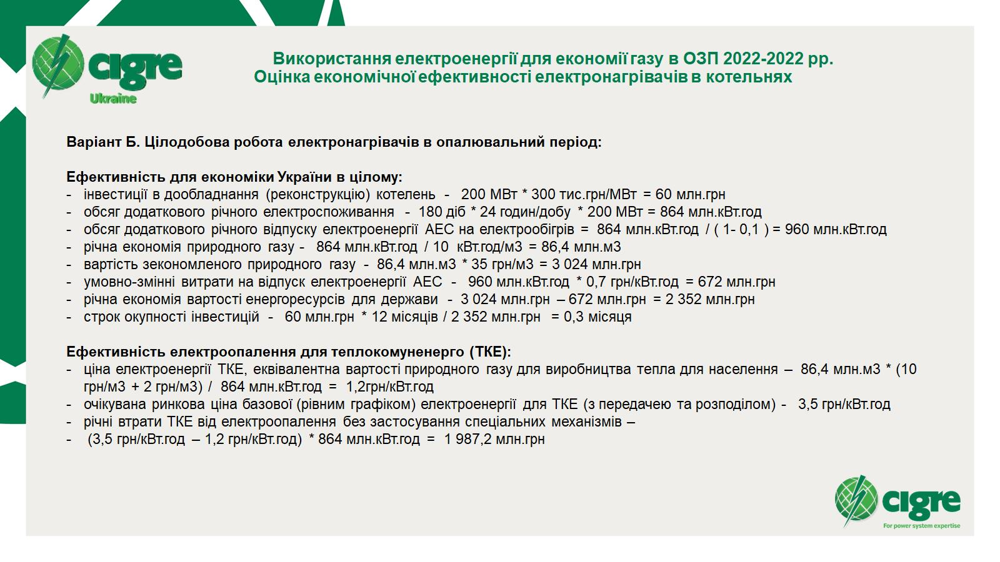 cigre
Ukraine
Використання електроенергії для економії газу в ОЗП 2022-2022 рр.
Оцінка економічної ефективності електронагрівачів в котельнях
Варіант Б. Цілодобова робота електронагрівачів в опалювальний період:
Ефективність для економіки України в цілому:
- інвестиції в дообладнання (реконструкцію) котелень - 200 МВт * 300 тис.грн/МВт = 60 млн.грн
- обсяг додаткового річного електроспоживання - 180 діб * 24 годин/добу * 200 МВт = 864 млн.кВт.год
- обсяг додаткового річного відпуску електроенергії АЕС на електрообігрів = 864 млн.кВт.год / ( 1- 0,1 ) = 960 млн.кВт.год
- річна економія природного газу - 864 млн.кВт.год / 10 кВт.год/м3 = 86,4 млн.м3
- вартість зекономленого природного газу - 86,4 млн.м3 * 35 грн/м3 = 3 024 млн.грн
- умовно-змінні витрати на відпуск електроенергії АЕС - 960 млн.кВт.год * 0,7 грн/кВт.год = 672 млн.грн
- річна економія вартості енергоресурсів для держави - 3 024 млн.грн – 672 млн.грн = 2 352 млн.грн
- строк окупності інвестицій - 60 млн.грн * 12 місяців / 2 352 млн.грн = 0,3 місяця
Ефективність електроопалення для теплокомуненерго (ТКЕ):
- ціна електроенергії ТКЕ, еквівалентна вартості природного газу для виробництва тепла для населення – 86,4 млн.м3 * (10
грн/м3 + 2 грн/м3) / 864 млн.кВт.год = 1,2грн/кВт.год
- очікувана ринкова ціна базової (рівним графіком) електроенергії для ТКЕ (з передачею та розподілом) - 3,5 грн/кВт.год
- річні втрати ТКЕ від електроопалення без застосування спеціальних механізмів –
- (3,5 грн/кВт.год – 1,2 грн/кВт.год) * 864 млн.кВт.год = 1 987,2 млн.грн
cigre
For power system expertise